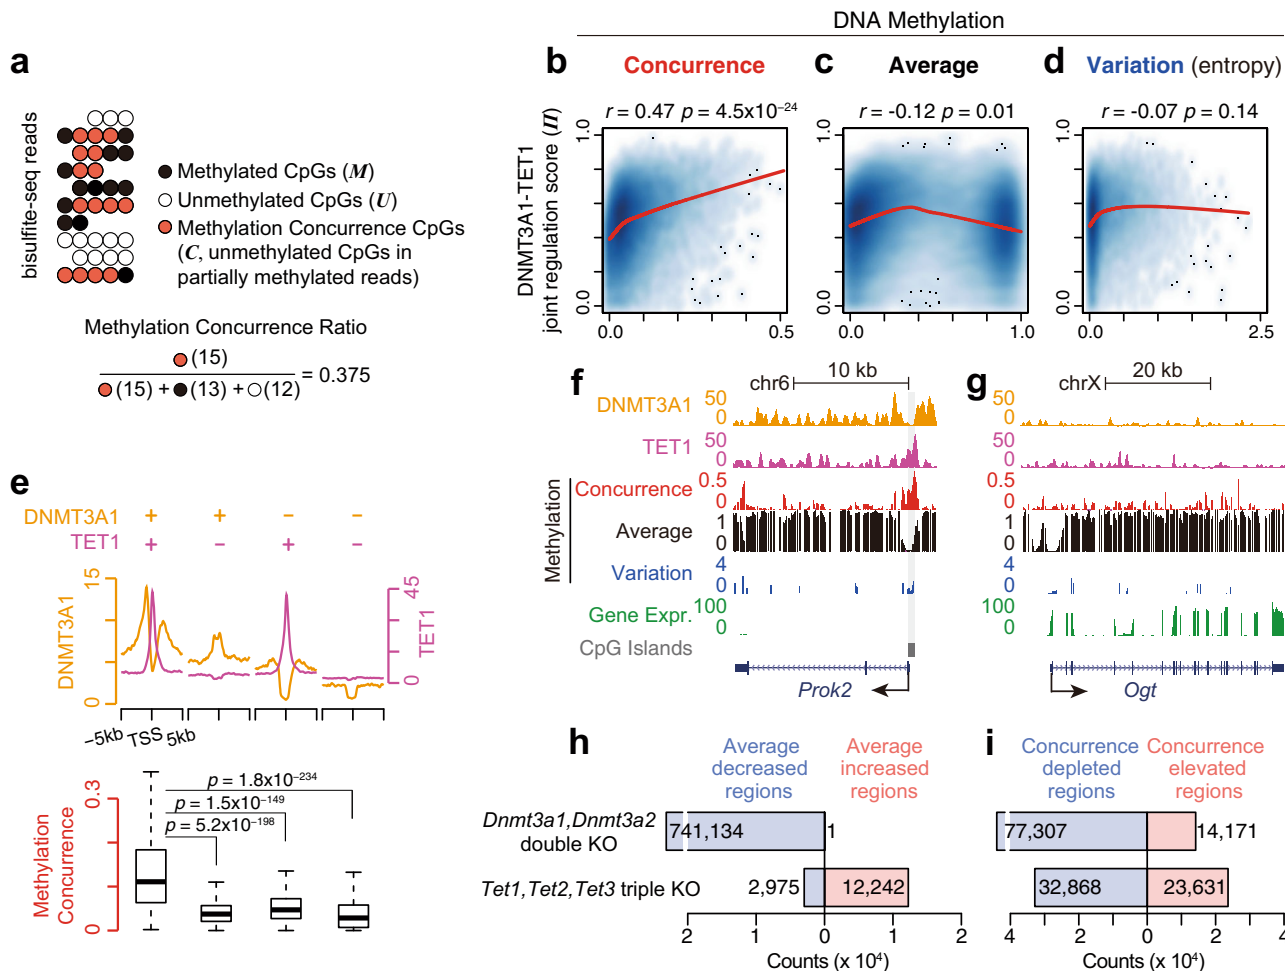 DNA Methylation
a
bisulfite-seq reads
Methylated CpGs (M)
Unmethylated CpGs (U)
Methylation Concurrence CpGs
(C, unmethylated CpGs in
partially methylated reads)
Methylation Concurrence Ratio
(15)
(15) + (13) + (12) = 0.375
b Concurrence
r = 0.47 p = 4.5x10⁻²⁴
DNMT3A1-TET1
joint regulation score (Π)
1.0
0.0
0.0 0.5
c Average
r = -0.12 p = 0.01
1.0
0.0
0.0 1.0
d Variation (entropy)
r = -0.07 p = 0.14
1.0
0.0
0.0 2.5
e
DNMT3A1 + + − −
TET1 + − + −
DNMT3A1
15
0
TET1
45
0
−5kb TSS 5kb
Methylation
Concurrence
0.3
0
p = 1.8x10⁻²³⁴
p = 1.5x10⁻¹⁴⁹
p = 5.2x10⁻¹⁹⁸
f
chr6 10 kb
DNMT3A1 50
0
TET1 50
0
Methylation
Concurrence 0.5
0
Average 1
0
Variation 4
0
Gene Expr. 100
0
CpG Islands
Prok2
g
chrX 20 kb
50
0
50
0
0.5
0
1
0
4
0
100
0
Ogt
h
Average
decreased
regions
Average
increased
regions
Dnmt3a1,Dnmt3a2
double KO
741,134 1
Tet1,Tet2,Tet3 triple KO
2,975 12,242
2 1 0 1 2
Counts (x 10⁴)
i
Concurrence
depleted
regions
Concurrence
elevated
regions
77,307 14,171
32,868 23,631
4 2 0 2 4
Counts (x 10⁴)